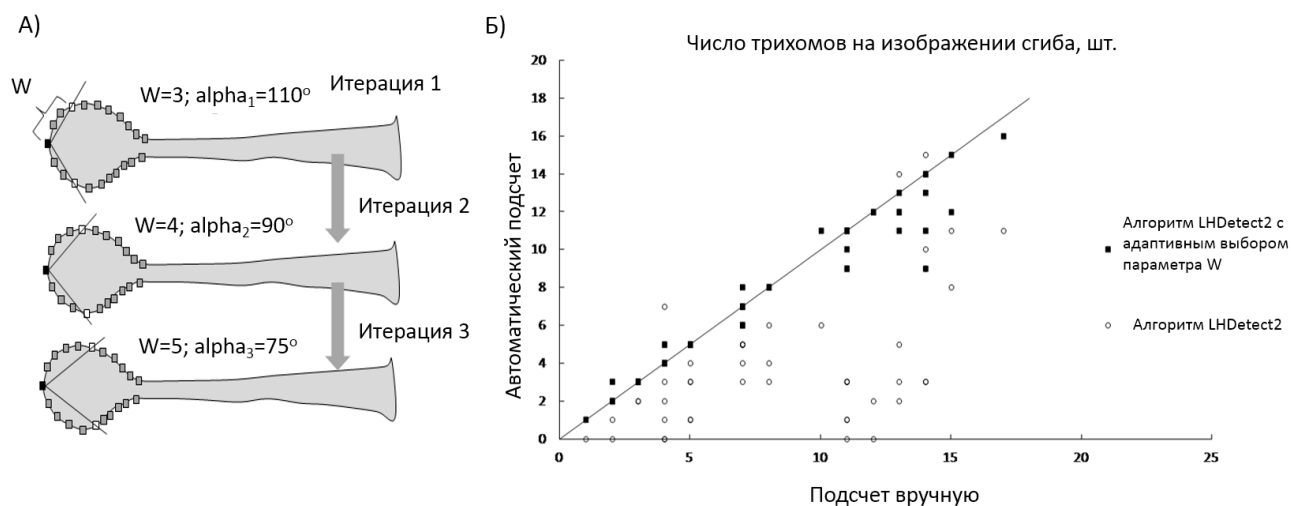 А)
W
W=3; alpha1=110o
Итерация 1
W=4; alpha2=90o
Итерация 2
W=5; alpha3=75o
Итерация 3
Б)
Число трихомов на изображении сгиба, шт.
Автоматический подсчет
20
18
16
14
12
10
8
6
4
2
0
0
5
10
15
20
25
Подсчет вручную
Алгоритм LHDetect2 с
адаптивным выбором
параметра W
Алгоритм LHDetect2